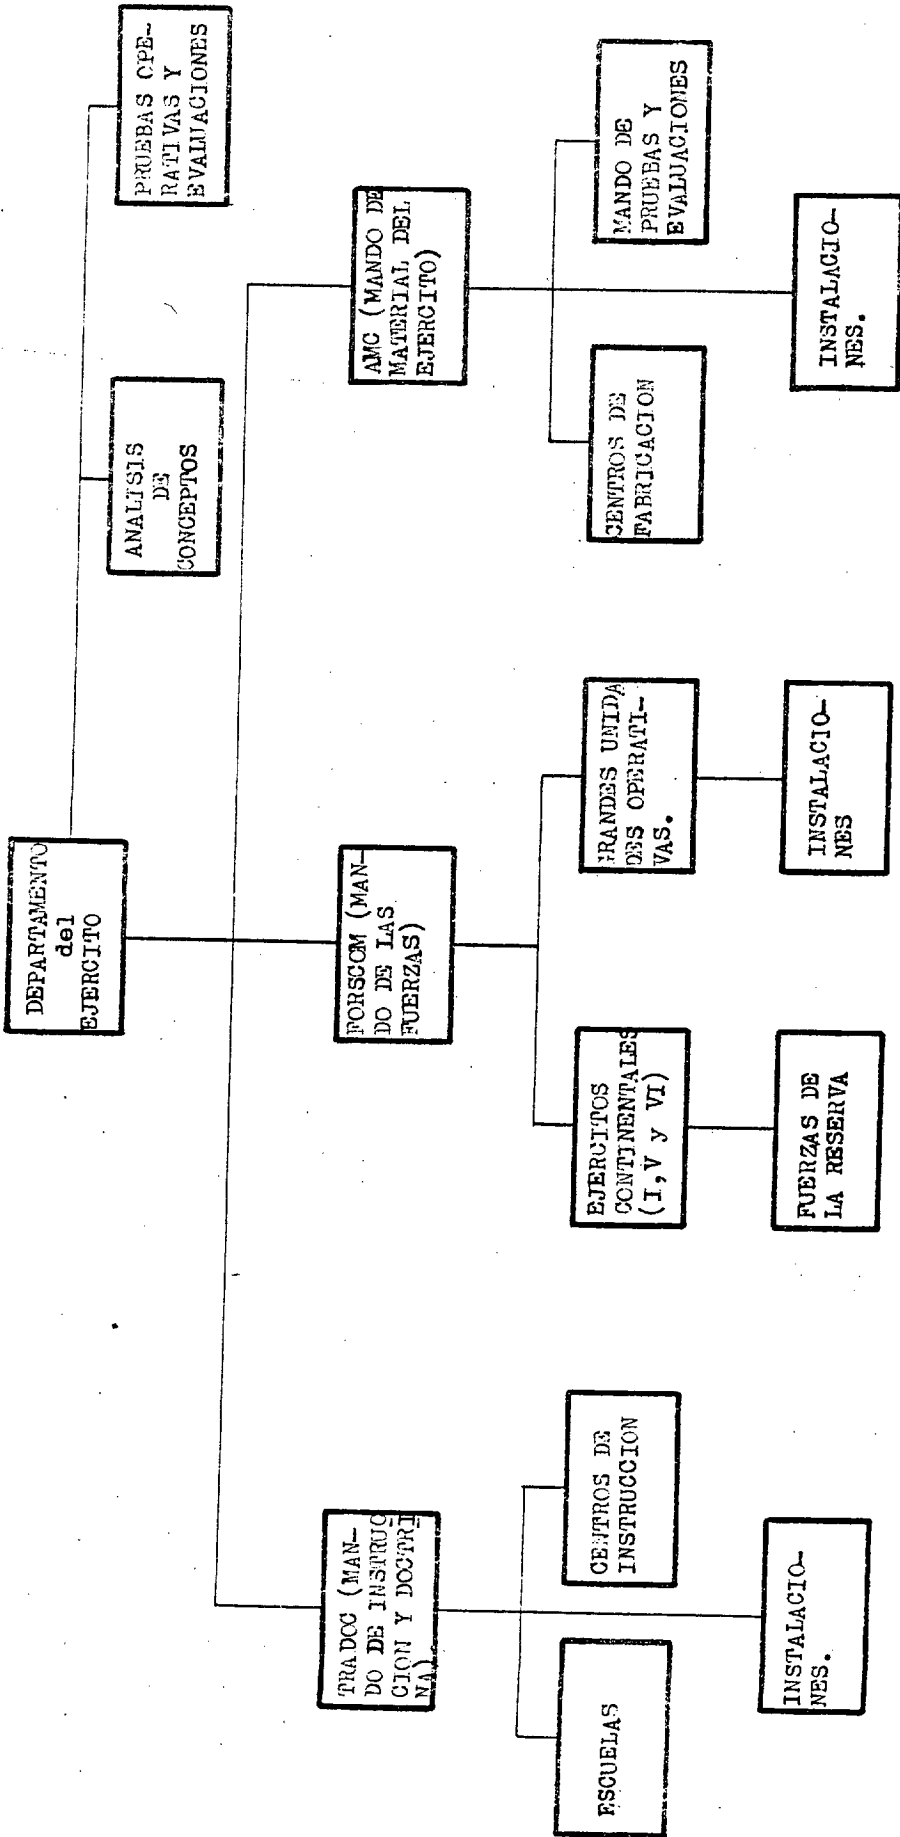 DEPARTAMENTO
del
EJERCITO
ANALISIS
DE
CONCEPTOS
PRUEBAS OPE-
RATIVAS Y
EVALUACIONES
TRADOC (MAN-
DO DE INSTRUC
CION Y DOCTRI
NA).
FORSCOM (MAN-
DO DE LAS
FUERZAS)
AMC (MANDO DE
MATERIAL DEL
EJERCITO)
ESCUELAS
CENTROS DE
INSTRUCCION
EJERCITOS
CONTINENTALES
(I,V y VI)
GRANDES UNIDA
DES OPERATI-
VAS.
CENTROS DE
FABRICACION
MANDO DE
PRUEBAS Y
EVALUACIONES
INSTALACIO-
NES.
FUERZAS DE
LA RESERVA
INSTALACIO-
NES
INSTALACIO-
NES.